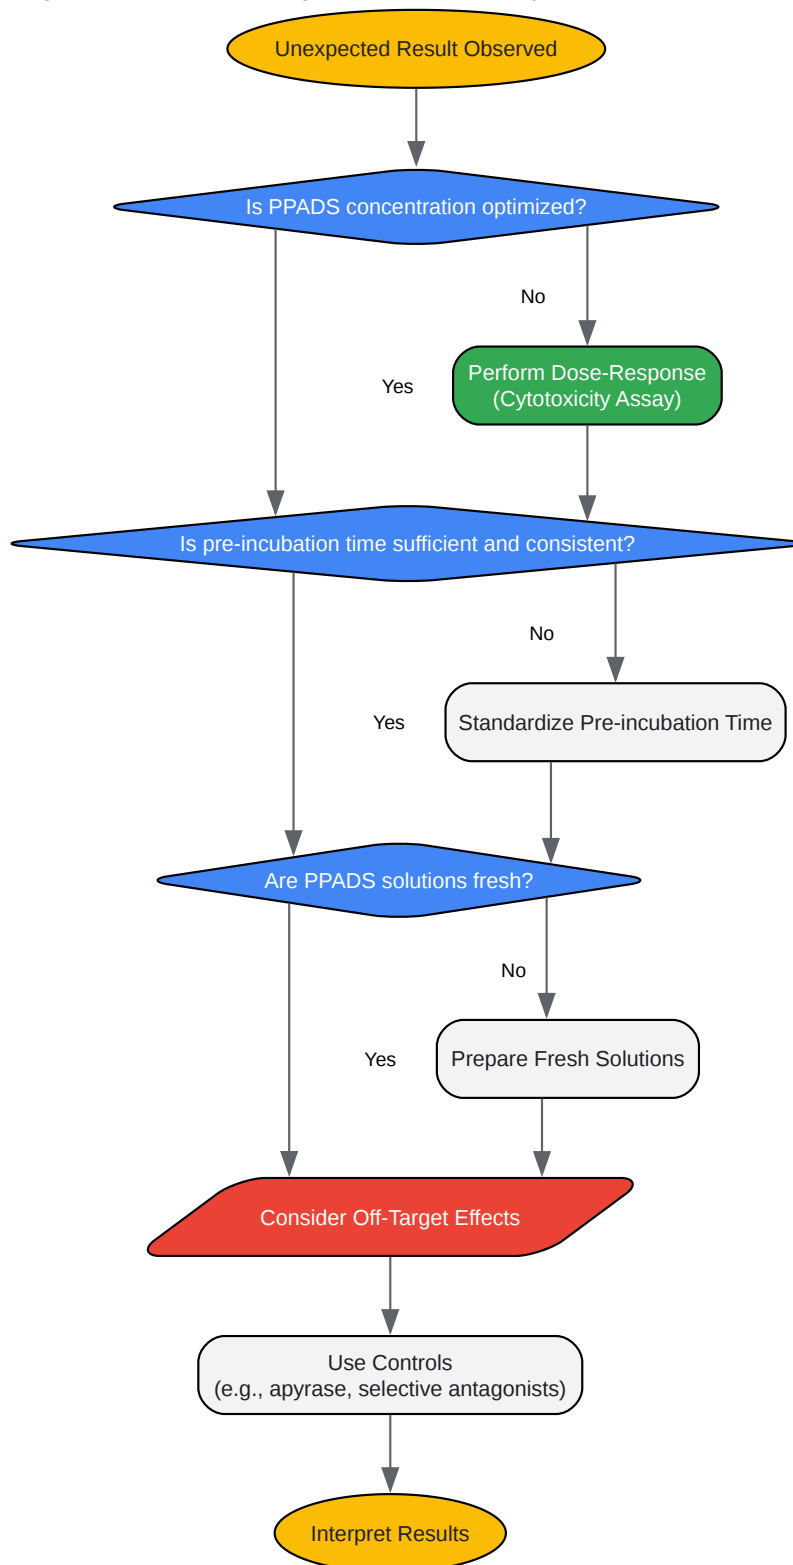 Unexpected Result Observed
Is PPADS concentration optimized?
No
Yes
Perform Dose-Response
(Cytotoxicity Assay)
Is pre-incubation time sufficient and consistent?
No
Yes
Standardize Pre-incubation Time
Are PPADS solutions fresh?
No
Yes
Prepare Fresh Solutions
Consider Off-Target Effects
Use Controls
(e.g., apyrase, selective antagonists)
Interpret Results